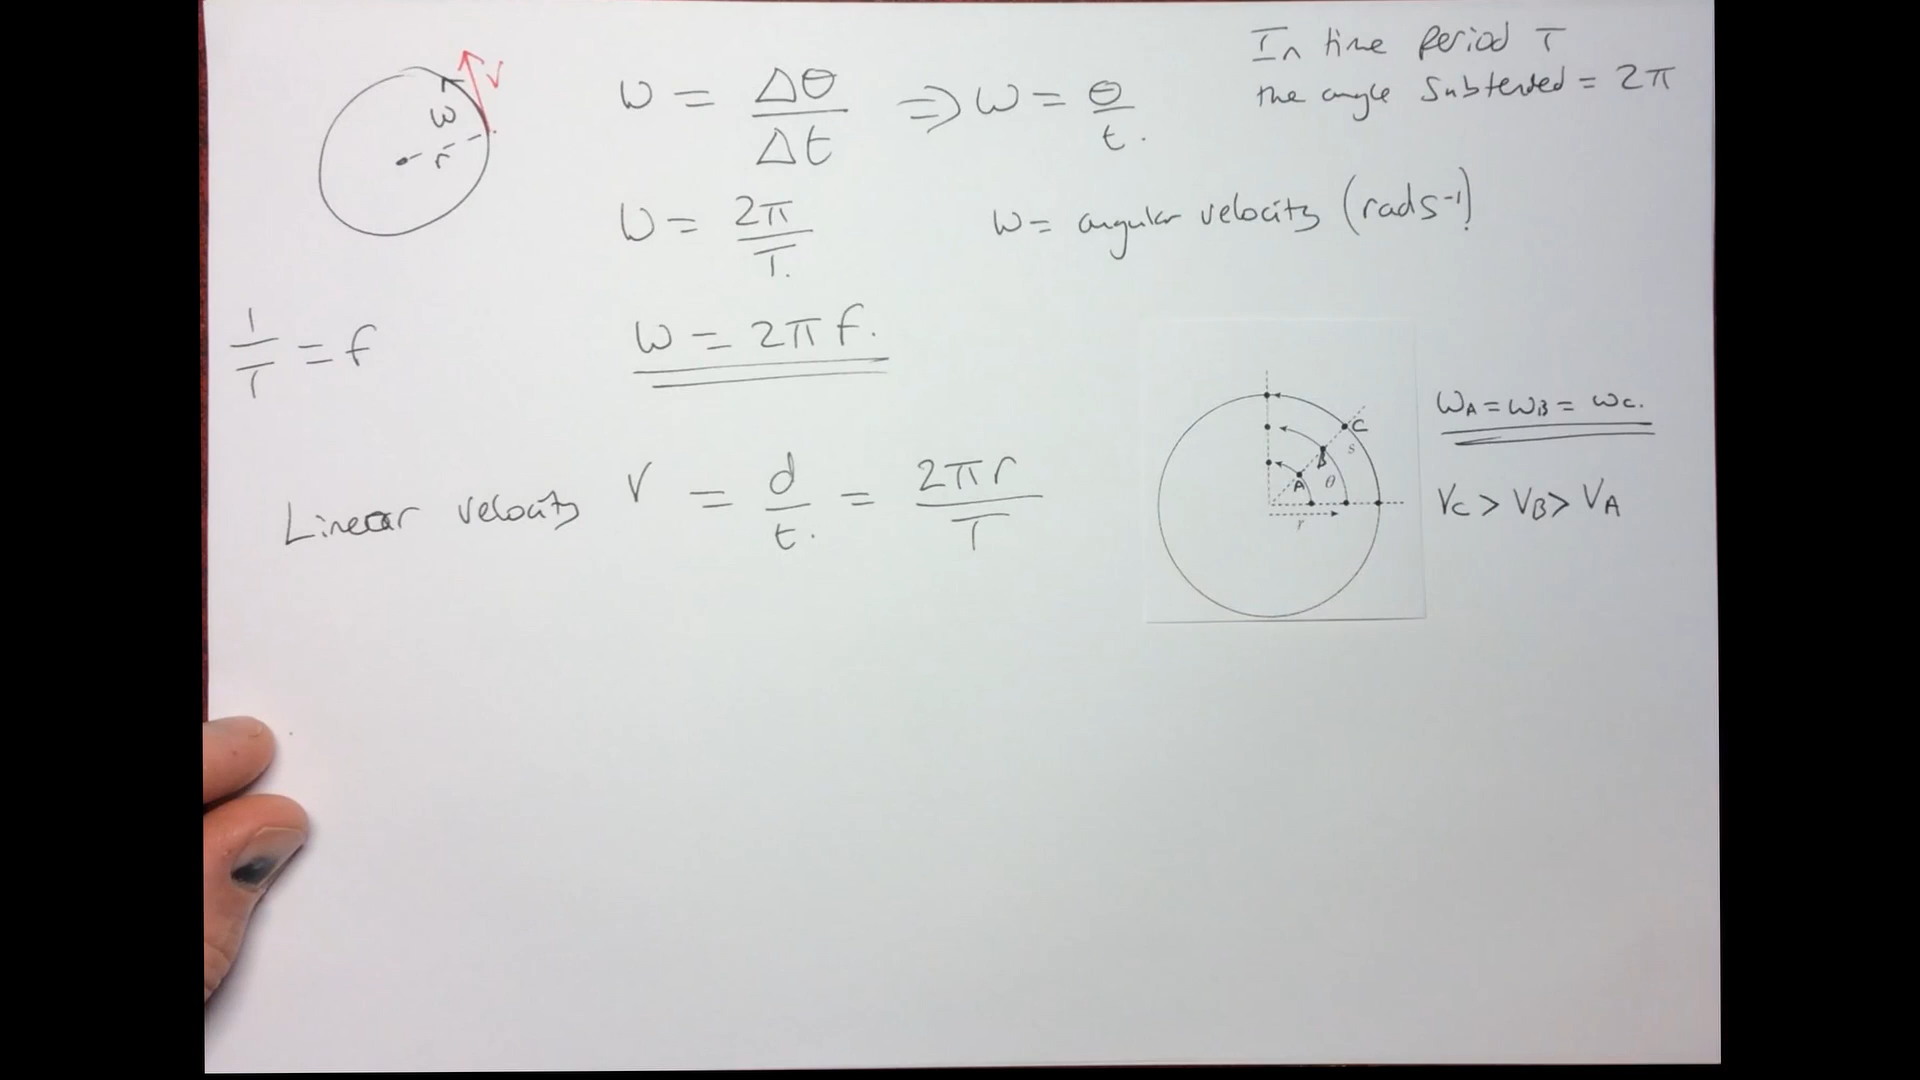 In time period T
the angle Subtended = 2π
v
ω
r
ω = Δθ/Δt ⇒ ω = θ/t.
ω = 2π/T.
ω = angular velocity (rads⁻¹)
1/T = f
ω = 2πf.
Linear velocity v = d/t. = 2πr/T
C
B
s
A
θ
r
ωA = ωB = ωC.
VC > VB > VA